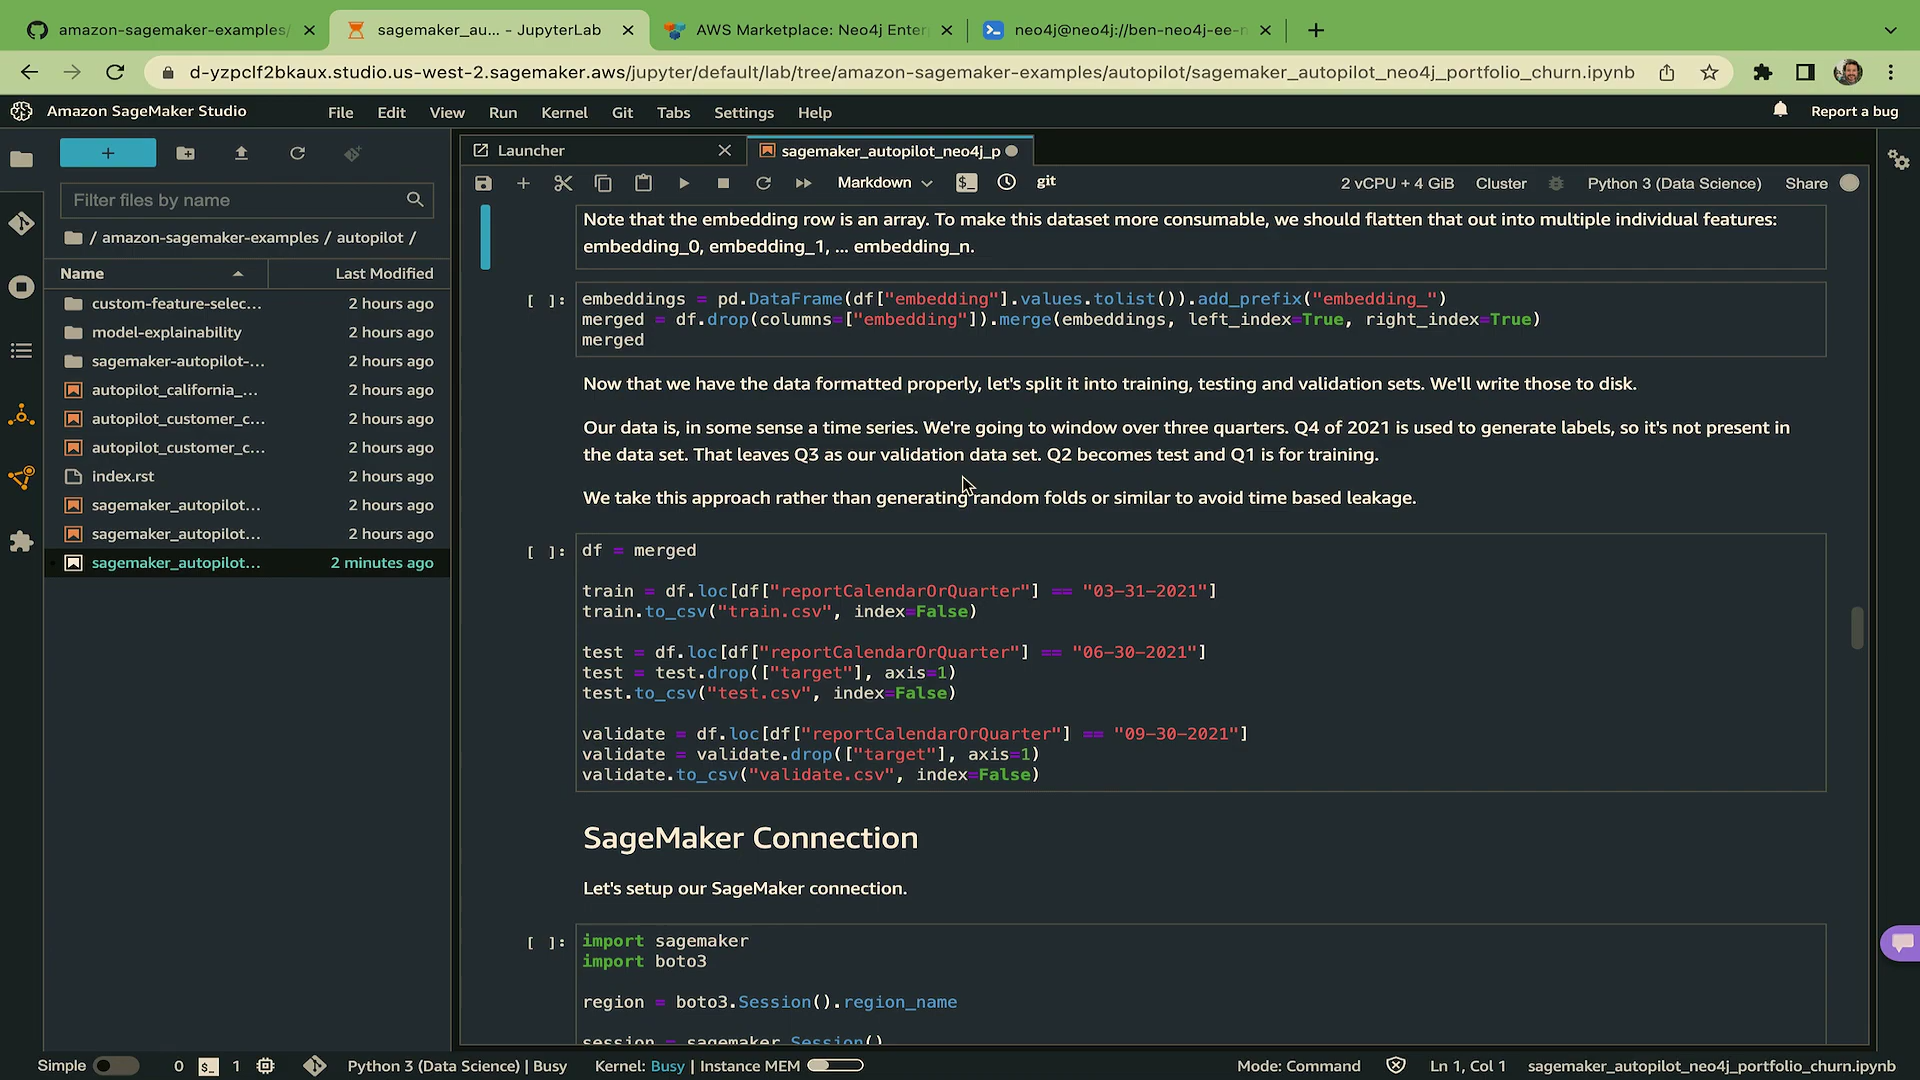 amazon-sagemaker-examples/
sagemaker_au... - JupyterLab
AWS Marketplace: Neo4j Enter
neo4j@neo4j://ben-neo4j-ee-n
d-yzpclf2bkaux.studio.us-west-2.sagemaker.aws/jupyter/default/lab/tree/amazon-sagemaker-examples/autopilot/sagemaker_autopilot_neo4j_portfolio_churn.ipynb
Amazon SageMaker Studio
File Edit View Run Kernel Git Tabs Settings Help
Report a bug
Launcher
sagemaker_autopilot_neo4j_p
Markdown
git
2 vCPU + 4 GiB Cluster Python 3 (Data Science) Share
Filter files by name
/ amazon-sagemaker-examples / autopilot /
Name Last Modified
custom-feature-selec... 2 hours ago
model-explainability 2 hours ago
sagemaker-autopilot-... 2 hours ago
autopilot_california_... 2 hours ago
autopilot_customer_c... 2 hours ago
autopilot_customer_c... 2 hours ago
index.rst 2 hours ago
sagemaker_autopilot... 2 hours ago
sagemaker_autopilot... 2 hours ago
sagemaker_autopilot... 2 minutes ago
Note that the embedding row is an array. To make this dataset more consumable, we should flatten that out into multiple individual features:
embedding_0, embedding_1, ... embedding_n.
[ ]: embeddings = pd.DataFrame(df["embedding"].values.tolist()).add_prefix("embedding_")
merged = df.drop(columns=["embedding"]).merge(embeddings, left_index=True, right_index=True)
merged
Now that we have the data formatted properly, let's split it into training, testing and validation sets. We'll write those to disk.
Our data is, in some sense a time series. We're going to window over three quarters. Q4 of 2021 is used to generate labels, so it's not present in
the data set. That leaves Q3 as our validation data set. Q2 becomes test and Q1 is for training.
We take this approach rather than generating random folds or similar to avoid time based leakage.
[ ]: df = merged
train = df.loc[df["reportCalendarOrQuarter"] == "03-31-2021"]
train.to_csv("train.csv", index=False)
test = df.loc[df["reportCalendarOrQuarter"] == "06-30-2021"]
test = test.drop(["target"], axis=1)
test.to_csv("test.csv", index=False)
validate = df.loc[df["reportCalendarOrQuarter"] == "09-30-2021"]
validate = validate.drop(["target"], axis=1)
validate.to_csv("validate.csv", index=False)
SageMaker Connection
Let's setup our SageMaker connection.
[ ]: import sagemaker
import boto3
region = boto3.Session().region_name
session = sagemaker.Session()
Simple 0 $_ 1 Python 3 (Data Science) | Busy Kernel: Busy | Instance MEM Mode: Command Ln 1, Col 1 sagemaker_autopilot_neo4j_portfolio_churn.ipynb